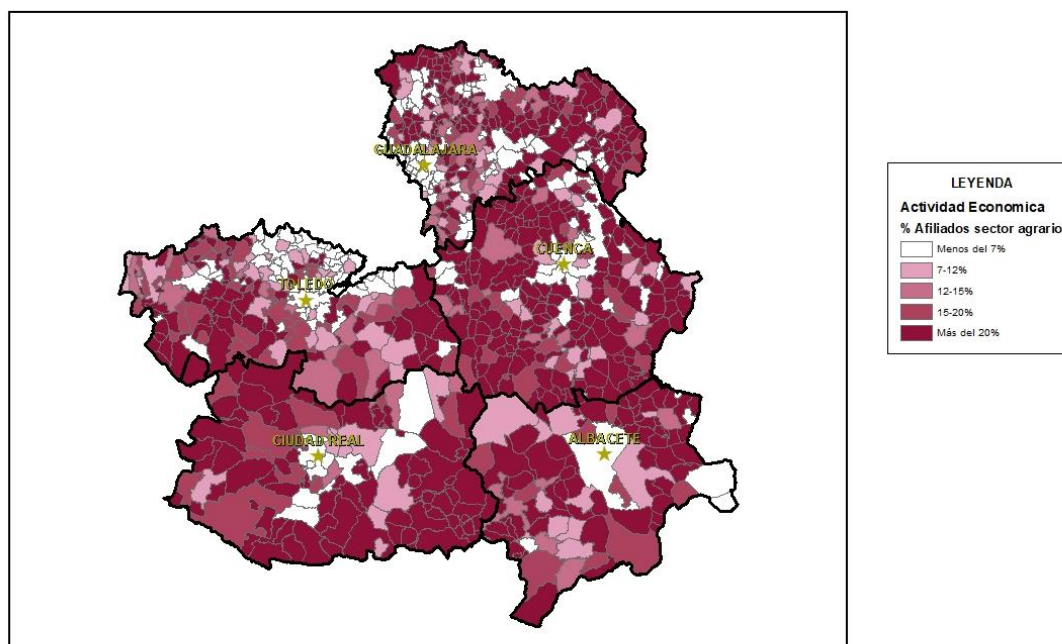 GUADALAJARA
CUENCA
TOLEDO
CIUDAD REAL
ALBACETE
LEYENDA
Actividad Economica
% Afiliados sector agrario
Menos del 7%
7-12%
12-15%
15-20%
Más del 20%